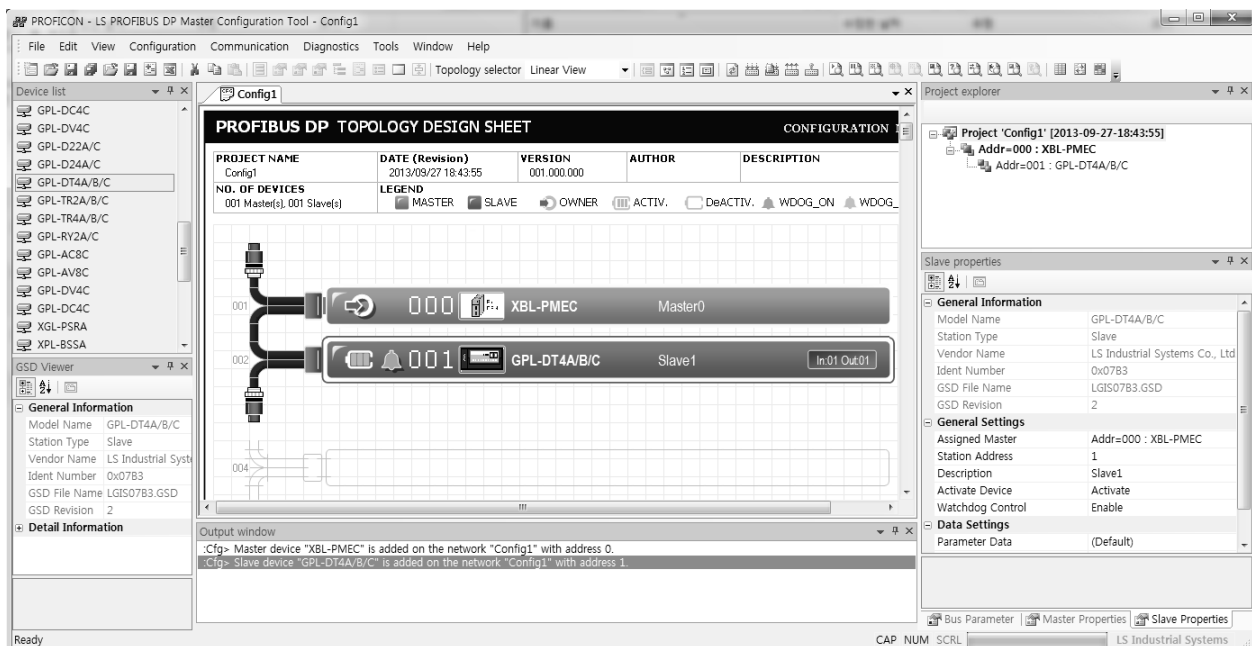 PROFICON - LS PROFIBUS DP Master Configuration Tool - Config1
File Edit View Configuration Communication Diagnostics Tools Window Help
Topology selector Linear View
Device list
GPL-DC4C
GPL-DV4C
GPL-D22A/C
GPL-D24A/C
GPL-DT4A/B/C
GPL-TR2A/B/C
GPL-TR4A/B/C
GPL-RY2A/C
GPL-AC8C
GPL-AV8C
GPL-DV4C
GPL-DC4C
XGL-PSRA
XPL-BSSA
GSD Viewer
General Information
Model Name GPL-DT4A/B/C
Station Type Slave
Vendor Name LS Industrial Syst
Ident Number 0x07B3
GSD File Name LGIS07B3.GSD
GSD Revision 2
Detail Information
Config1
PROFIBUS DP TOPOLOGY DESIGN SHEET
CONFIGURATION
PROJECT NAME DATE (Revision) VERSION AUTHOR DESCRIPTION
Config1 2013/09/27 18:43:55 001.000.000
NO. OF DEVICES LEGEND
001 Master(s), 001 Slave(s) MASTER SLAVE OWNER ACTIV. DeACTIV. WDOG_ON WDOG_
001 000 XBL-PMEC Master0
002 001 GPL-DT4A/B/C Slave1 In:01 Out:01
004
Output window
:Cfg> Master device "XBL-PMEC" is added on the network "Config1" with address 0.
:Cfg> Slave device "GPL-DT4A/B/C" is added on the network "Config1" with address 1.
Project explorer
Project 'Config1' [2013-09-27-18:43:55]
Addr=000 : XBL-PMEC
Addr=001 : GPL-DT4A/B/C
Slave properties
General Information
Model Name GPL-DT4A/B/C
Station Type Slave
Vendor Name LS Industrial Systems Co., Ltd
Ident Number 0x07B3
GSD File Name LGIS07B3.GSD
GSD Revision 2
General Settings
Assigned Master Addr=000 : XBL-PMEC
Station Address 1
Description Slave1
Activate Device Activate
Watchdog Control Enable
Data Settings
Parameter Data (Default)
Bus Parameter Master Properties Slave Properties
Ready
CAP NUM SCRL LS Industrial Systems